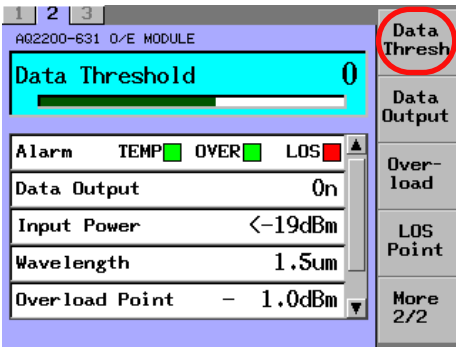 1 2 3
AQ2200-631 O/E MODULE
Data Threshold 0
Alarm TEMP OVER LOS
Data Output On
Input Power <-19dBm
Wavelength 1.5um
Overload Point - 1.0dBm
Data
Thresh
Data
Output
Over-
load
LOS
Point
More
2/2